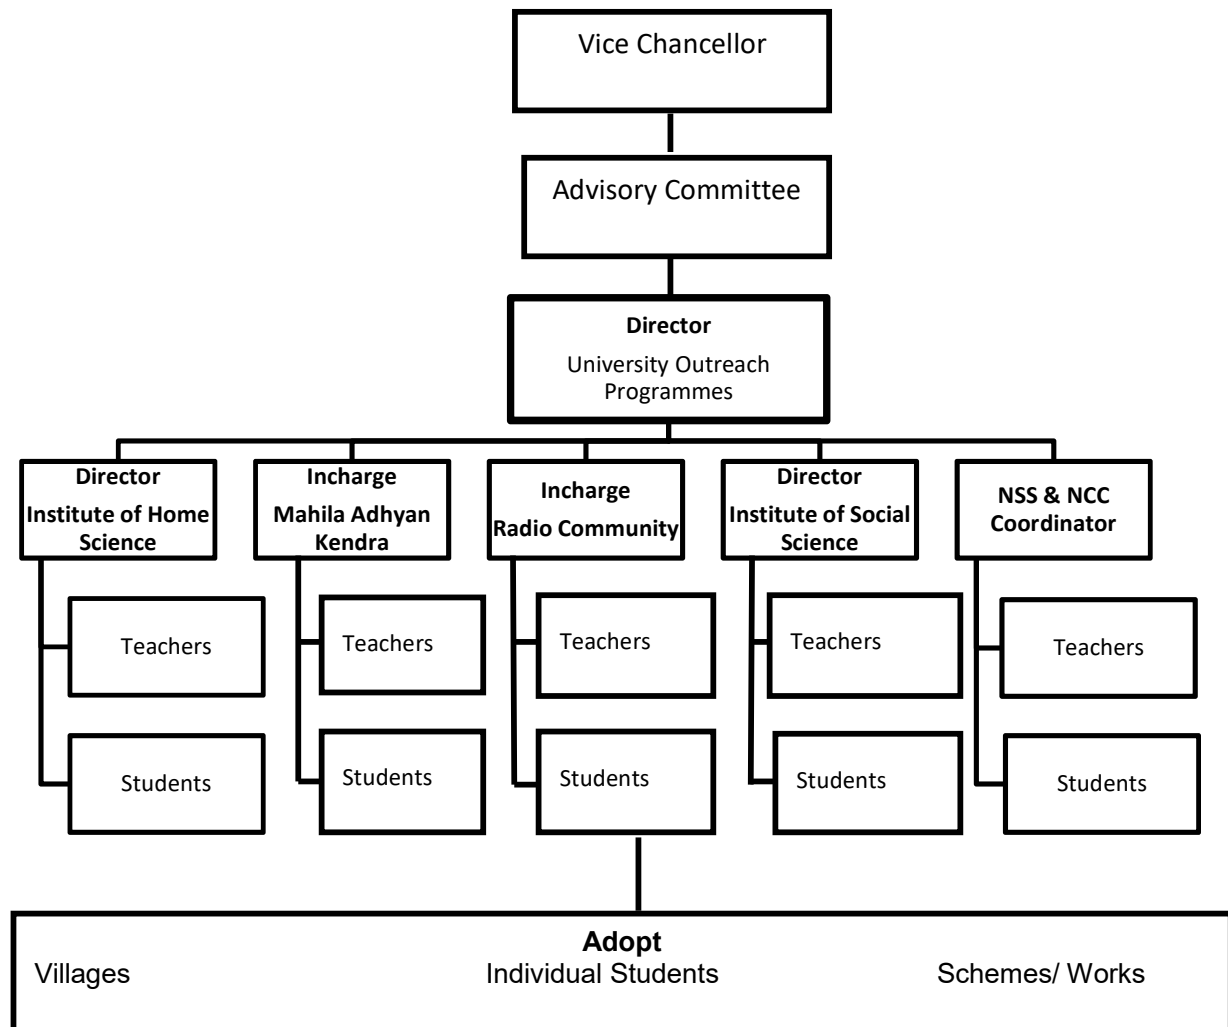 Vice Chancellor
Advisory Committee
Director
University Outreach
Programmes
Director
Institute of Home
Science
Incharge
Mahila Adhyan
Kendra
Incharge
Radio Community
Director
Institute of Social
Science
NSS & NCC
Coordinator
Teachers
Teachers
Teachers
Teachers
Teachers
Students
Students
Students
Students
Students
Adopt
Villages Individual Students Schemes/ Works